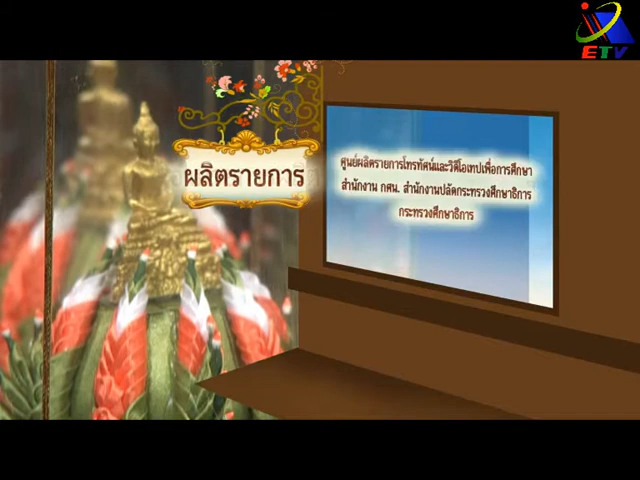 ETV
ผลิตรายการ
ศูนย์ผลิตรายการโทรทัศน์และวิดีโอเทปเพื่อการศึกษา
สำนักงาน กศน. สำนักงานปลัดกระทรวงศึกษาธิการ
กระทรวงศึกษาธิการ